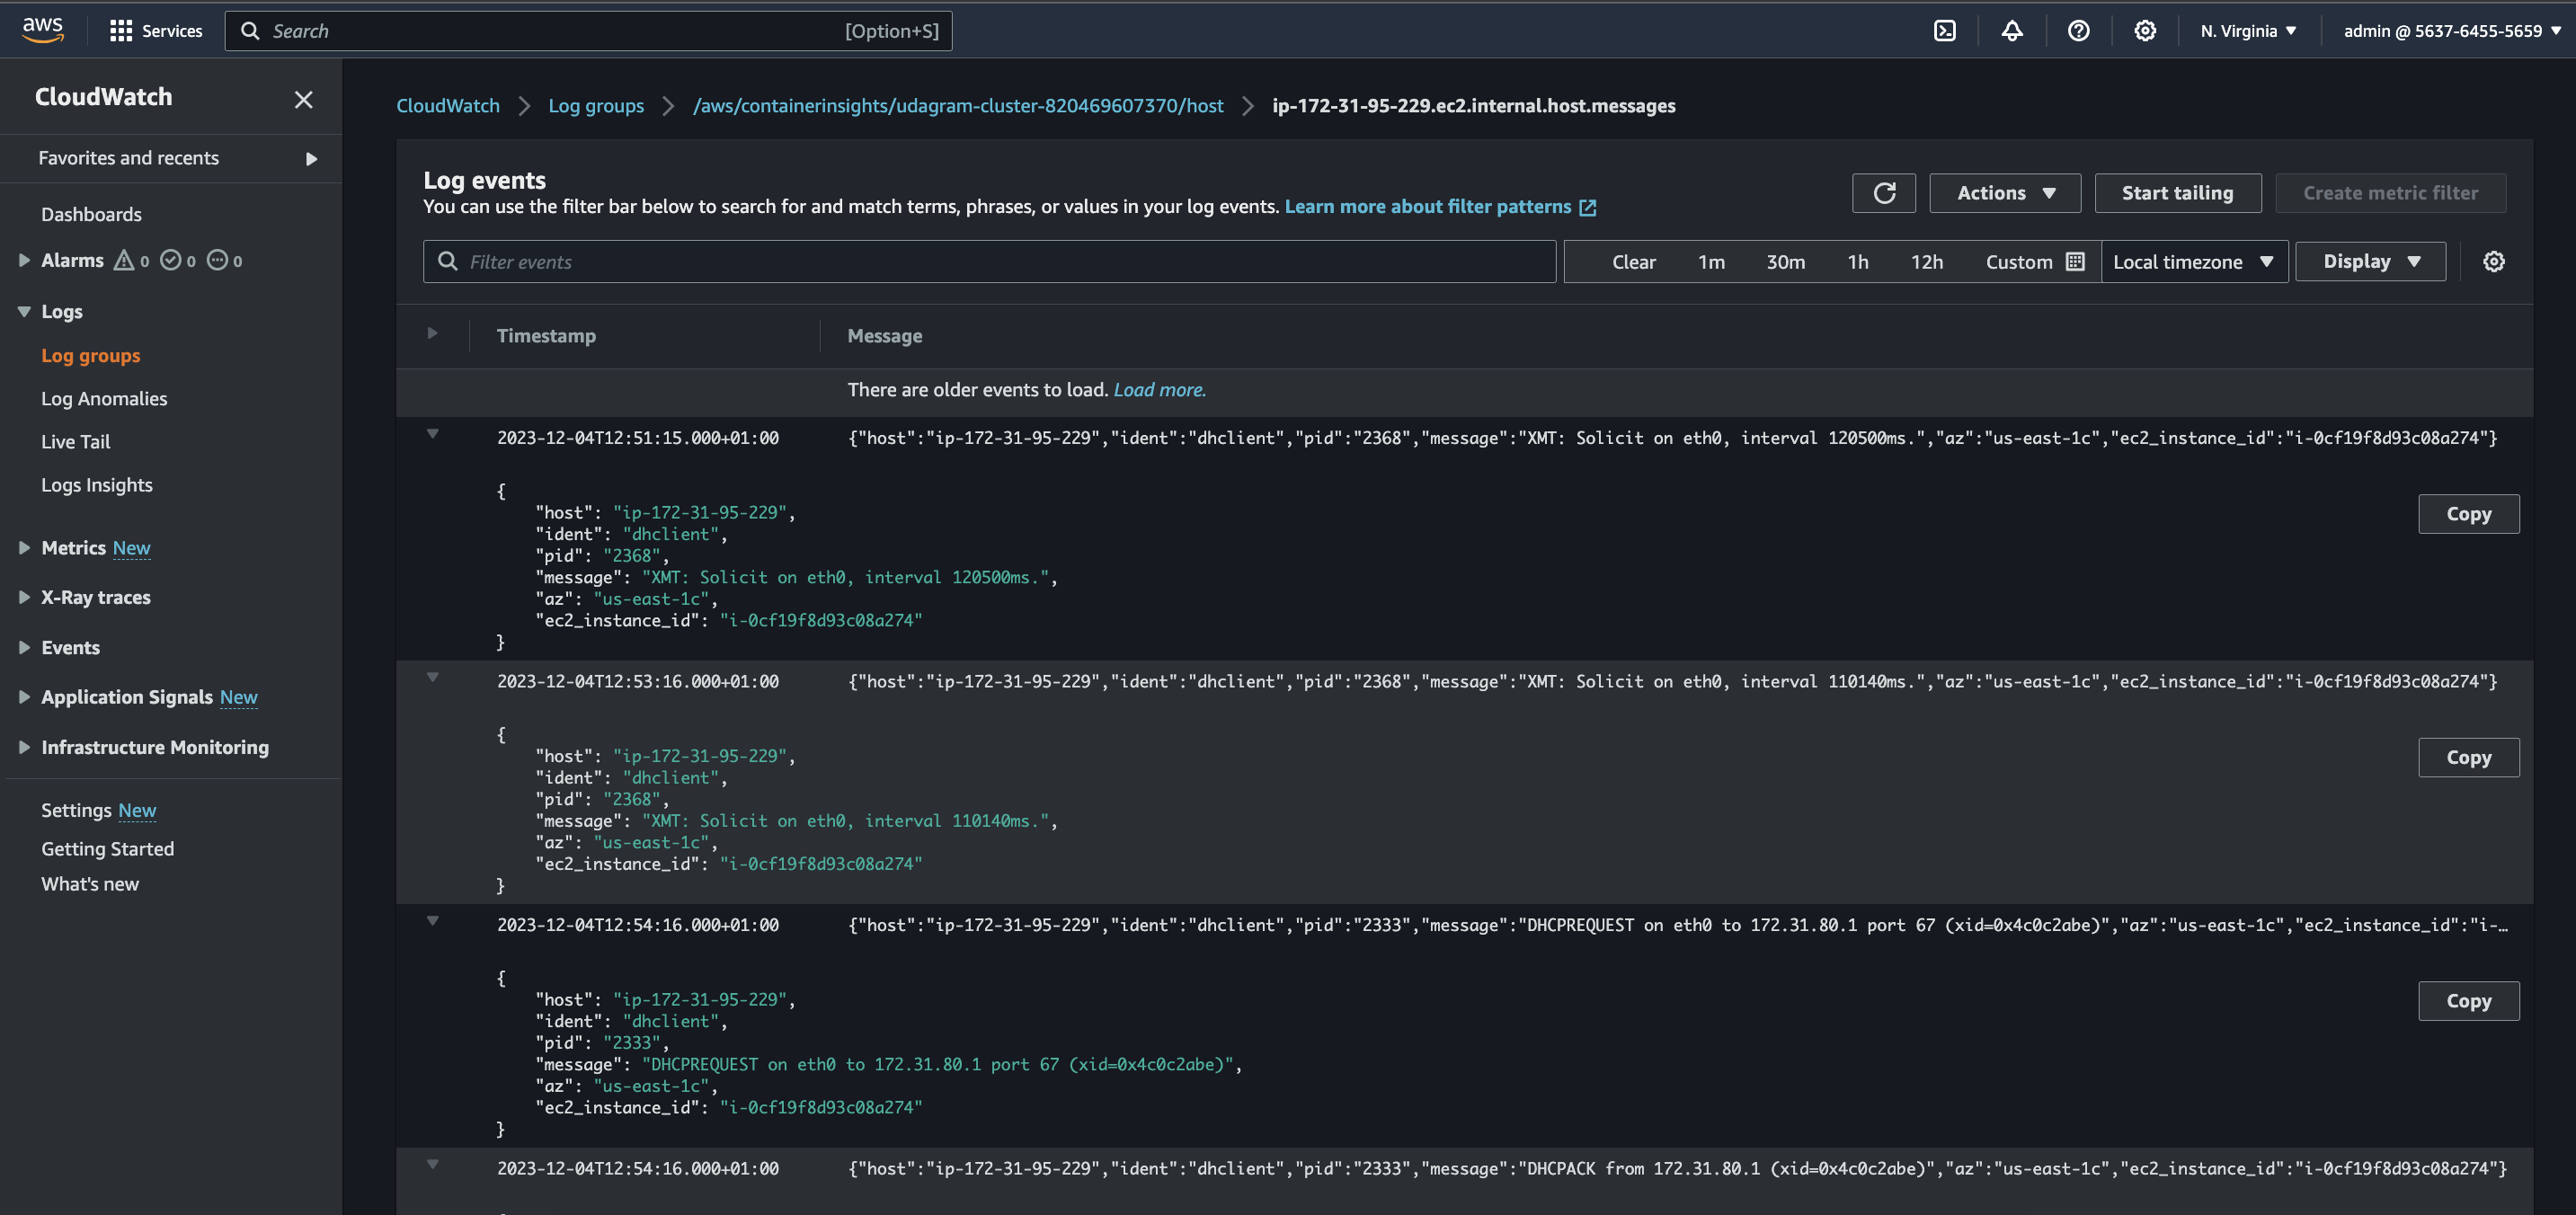 aws
Services
Search
[Option+S]
N. Virginia
admin @ 5637-6455-5659
CloudWatch
Favorites and recents
Dashboards
Alarms 0 0 0
Logs
Log groups
Log Anomalies
Live Tail
Logs Insights
Metrics New
X-Ray traces
Events
Application Signals New
Infrastructure Monitoring
Settings New
Getting Started
What's new
CloudWatch
Log groups
/aws/containerinsights/udagram-cluster-820469607370/host
ip-172-31-95-229.ec2.internal.host.messages
Log events
You can use the filter bar below to search for and match terms, phrases, or values in your log events. Learn more about filter patterns
Actions
Start tailing
Create metric filter
Filter events
Clear
1m
30m
1h
12h
Custom
Local timezone
Display
Timestamp
Message
There are older events to load. Load more.
2023-12-04T12:51:15.000+01:00
{"host":"ip-172-31-95-229","ident":"dhclient","pid":"2368","message":"XMT: Solicit on eth0, interval 120500ms.","az":"us-east-1c","ec2_instance_id":"i-0cf19f8d93c08a274"}
{
"host": "ip-172-31-95-229",
"ident": "dhclient",
"pid": "2368",
"message": "XMT: Solicit on eth0, interval 120500ms.",
"az": "us-east-1c",
"ec2_instance_id": "i-0cf19f8d93c08a274"
}
Copy
2023-12-04T12:53:16.000+01:00
{"host":"ip-172-31-95-229","ident":"dhclient","pid":"2368","message":"XMT: Solicit on eth0, interval 110140ms.","az":"us-east-1c","ec2_instance_id":"i-0cf19f8d93c08a274"}
{
"host": "ip-172-31-95-229",
"ident": "dhclient",
"pid": "2368",
"message": "XMT: Solicit on eth0, interval 110140ms.",
"az": "us-east-1c",
"ec2_instance_id": "i-0cf19f8d93c08a274"
}
Copy
2023-12-04T12:54:16.000+01:00
{"host":"ip-172-31-95-229","ident":"dhclient","pid":"2333","message":"DHCPREQUEST on eth0 to 172.31.80.1 port 67 (xid=0x4c0c2abe)","az":"us-east-1c","ec2_instance_id":"i-…
{
"host": "ip-172-31-95-229",
"ident": "dhclient",
"pid": "2333",
"message": "DHCPREQUEST on eth0 to 172.31.80.1 port 67 (xid=0x4c0c2abe)",
"az": "us-east-1c",
"ec2_instance_id": "i-0cf19f8d93c08a274"
}
Copy
2023-12-04T12:54:16.000+01:00
{"host":"ip-172-31-95-229","ident":"dhclient","pid":"2333","message":"DHCPACK from 172.31.80.1 (xid=0x4c0c2abe)","az":"us-east-1c","ec2_instance_id":"i-0cf19f8d93c08a274"}